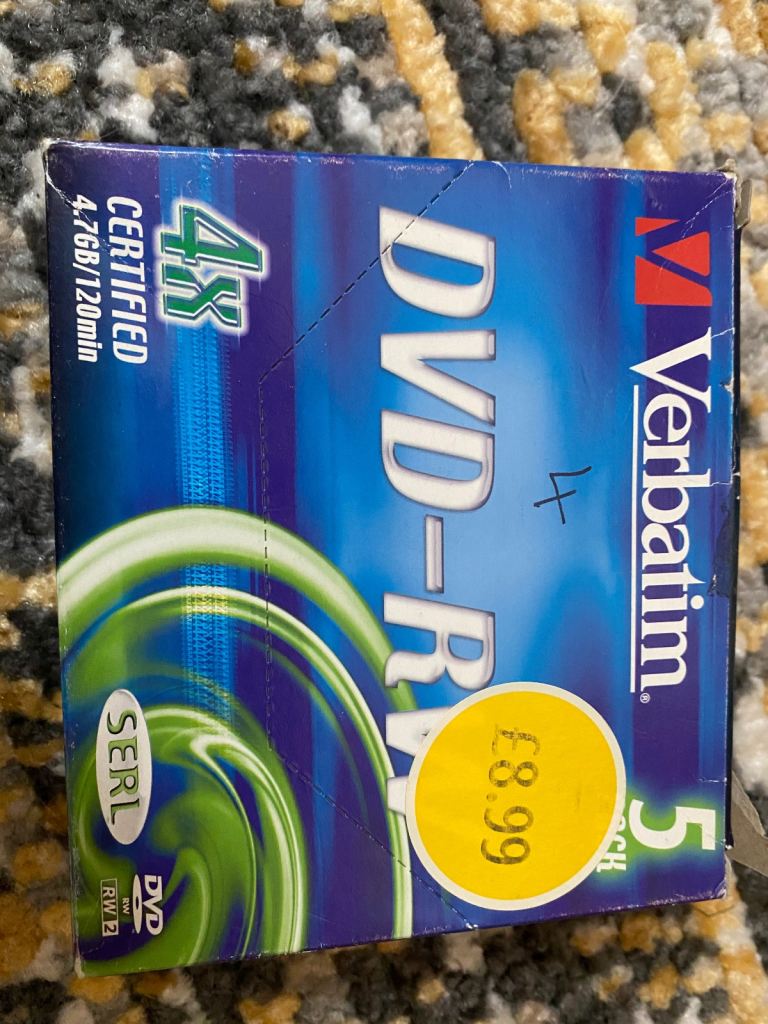 Verbatim®
5
PACK
4
DVD-RW
£8.99
4X
CERTIFIED
4.7GB/120min
SERL
DVD
RW
RW 2